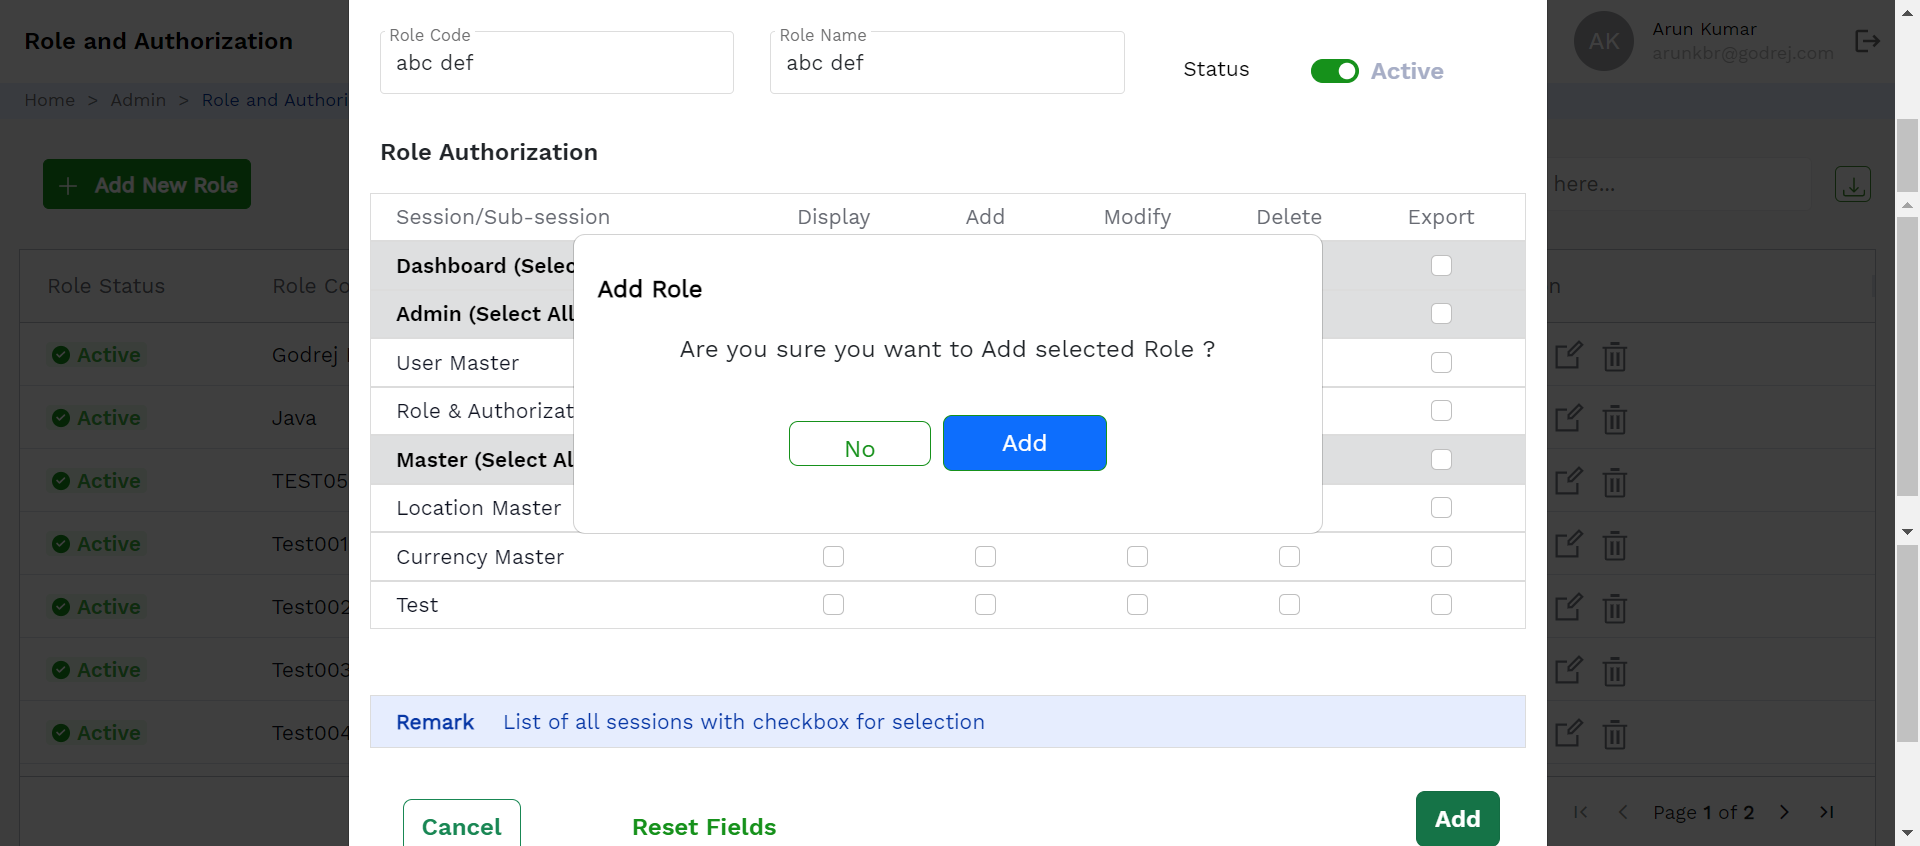 Role and Authorization
Role Code
abc def
Role Name
abc def
Status
Active
AK
Arun Kumar
arunkbr@godrej.com
Home > Admin > Role and Authori
Role Authorization
Add New Role
here...
Session/Sub-session Display Add Modify Delete Export
Dashboard (Selec
Admin (Select All
User Master
Role & Authorizat
Master (Select Al
Location Master
Currency Master
Test
Add Role
Are you sure you want to Add selected Role ?
No
Add
Role Status Role Co n
Active Godrej
Active Java
Active TEST05
Active Test001
Active Test002
Active Test003
Active Test004
Remark List of all sessions with checkbox for selection
Cancel
Reset Fields
Add
Page 1 of 2